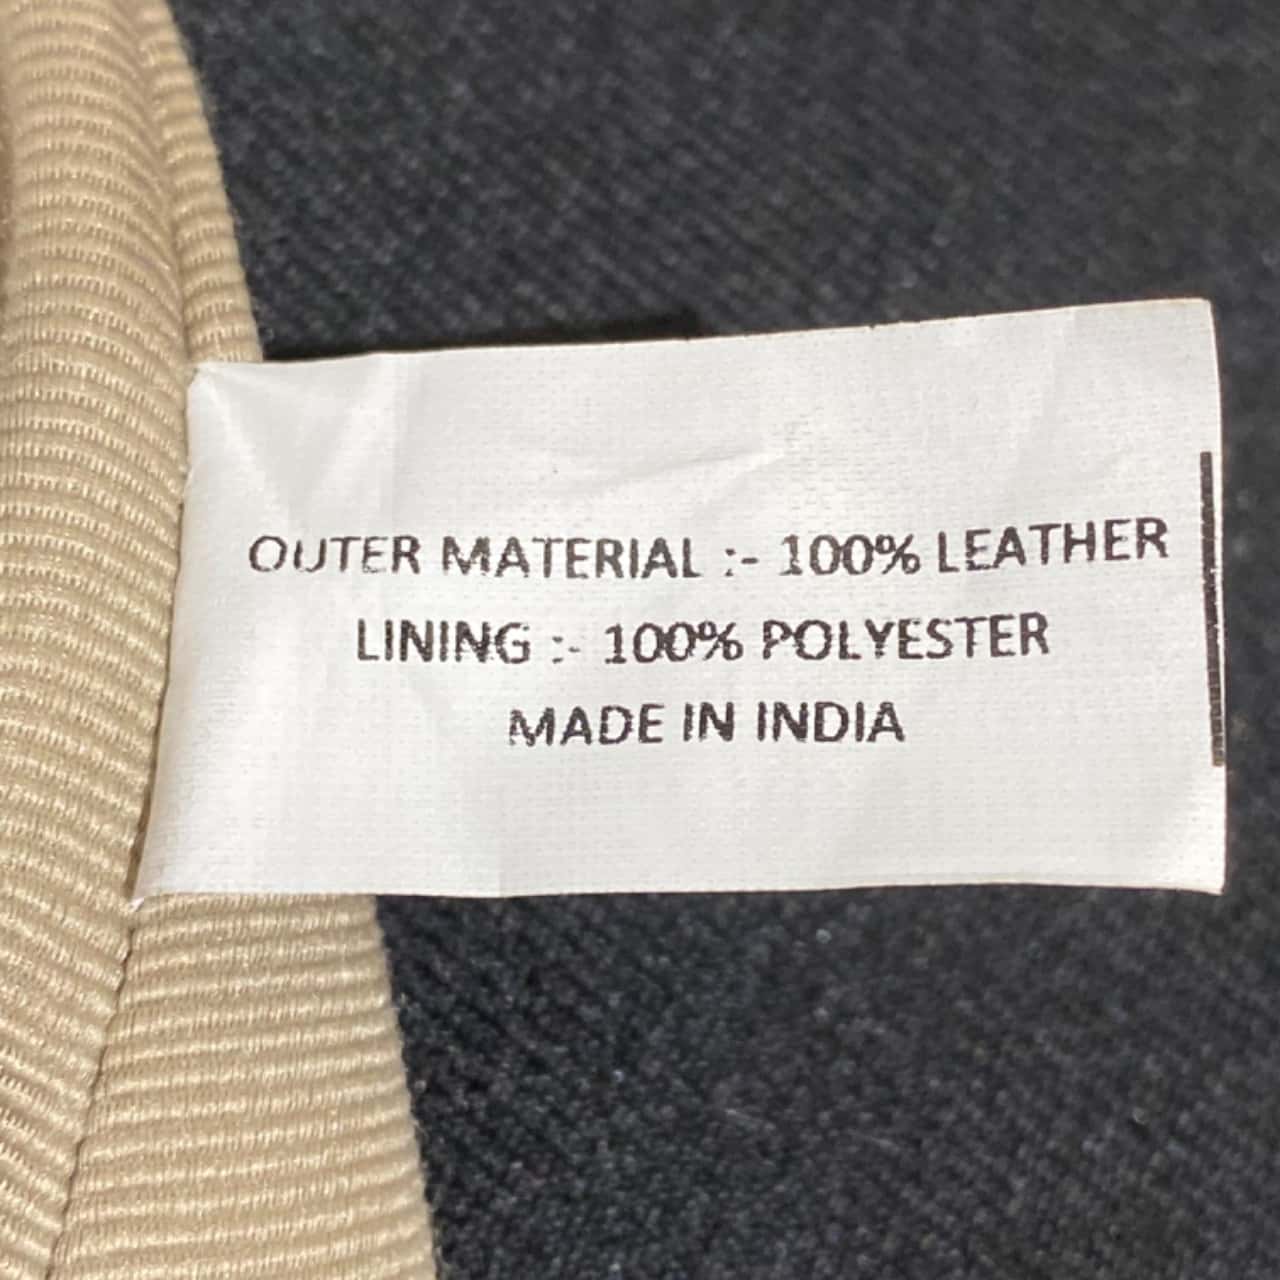 OUTER MATERIAL :- 100% LEATHER
LINING :- 100% POLYESTER
MADE IN INDIA